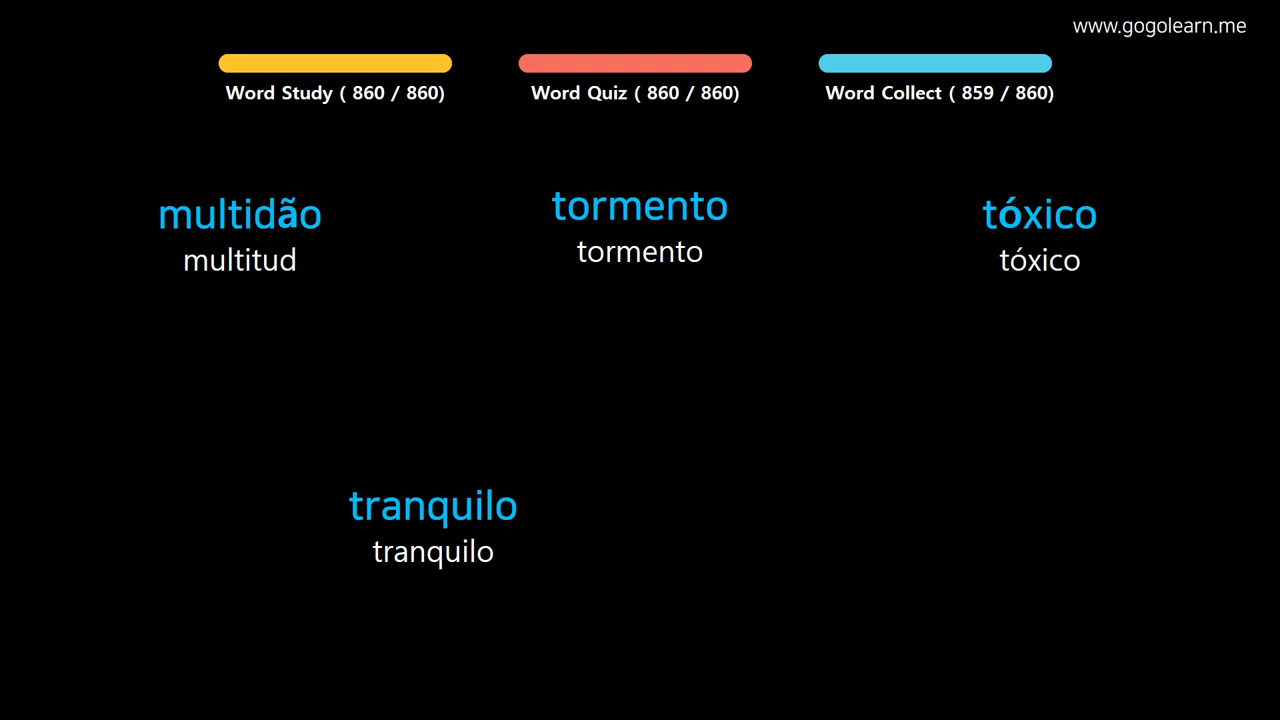 www.gogolearn.me
Word Study ( 860 / 860)
Word Quiz ( 860 / 860)
Word Collect ( 859 / 860)
multidão
multitud
tormento
tormento
tóxico
tóxico
tranquilo
tranquilo